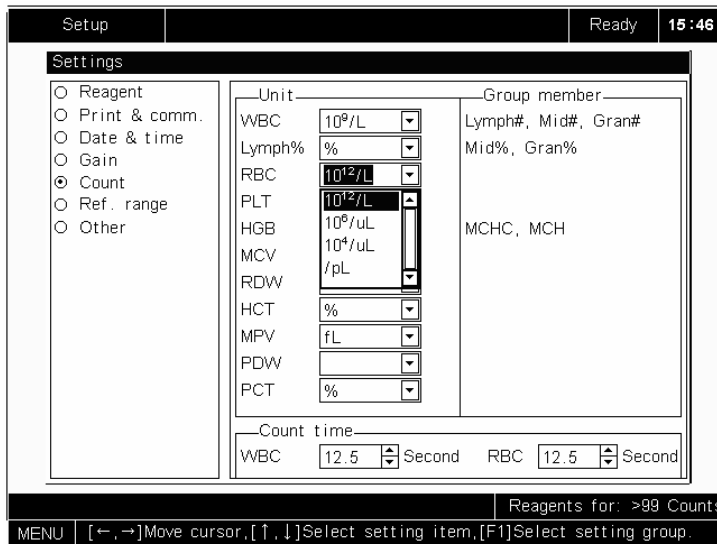 Setup Ready 15:46
Settings
Reagent
Print & comm.
Date & time
Gain
Count
Ref. range
Other
Unit Group member
WBC 10⁹/L Lymph#, Mid#, Gran#
Lymph% % Mid%, Gran%
RBC 10¹²/L
PLT 10¹²/L
10⁶/uL
HGB MCHC, MCH
10⁴/uL
MCV
/pL
RDW
HCT %
MPV fL
PDW
PCT %
Count time
WBC 12.5 Second RBC 12.5 Second
Reagents for: >99 Counts
MENU [←,→]Move cursor,[↑,↓]Select setting item,[F1]Select setting group.